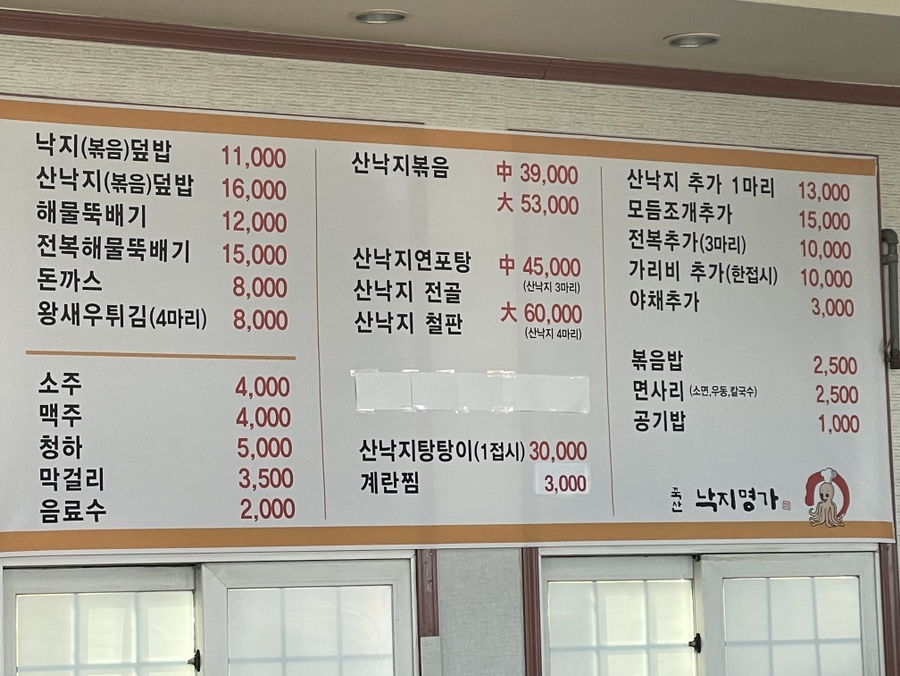 낙지(볶음)덮밥 11,000
산낙지(볶음)덮밥 16,000
해물뚝배기 12,000
전복해물뚝배기 15,000
돈까스 8,000
왕새우튀김(4마리) 8,000
소주 4,000
맥주 4,000
청하 5,000
막걸리 3,500
음료수 2,000
산낙지볶음 中 39,000
大 53,000
산낙지연포탕 中 45,000
산낙지 전골 (산낙지 3마리)
산낙지 철판 大 60,000
(산낙지 4마리)
산낙지탕탕이(1접시) 30,000
계란찜 3,000
산낙지 추가 1마리 13,000
모듬조개추가 15,000
전복추가(3마리) 10,000
가리비 추가(한접시) 10,000
야채추가 3,000
볶음밥 2,500
면사리 (소면,우동,칼국수) 2,500
공기밥 1,000
죽산 낙지명가